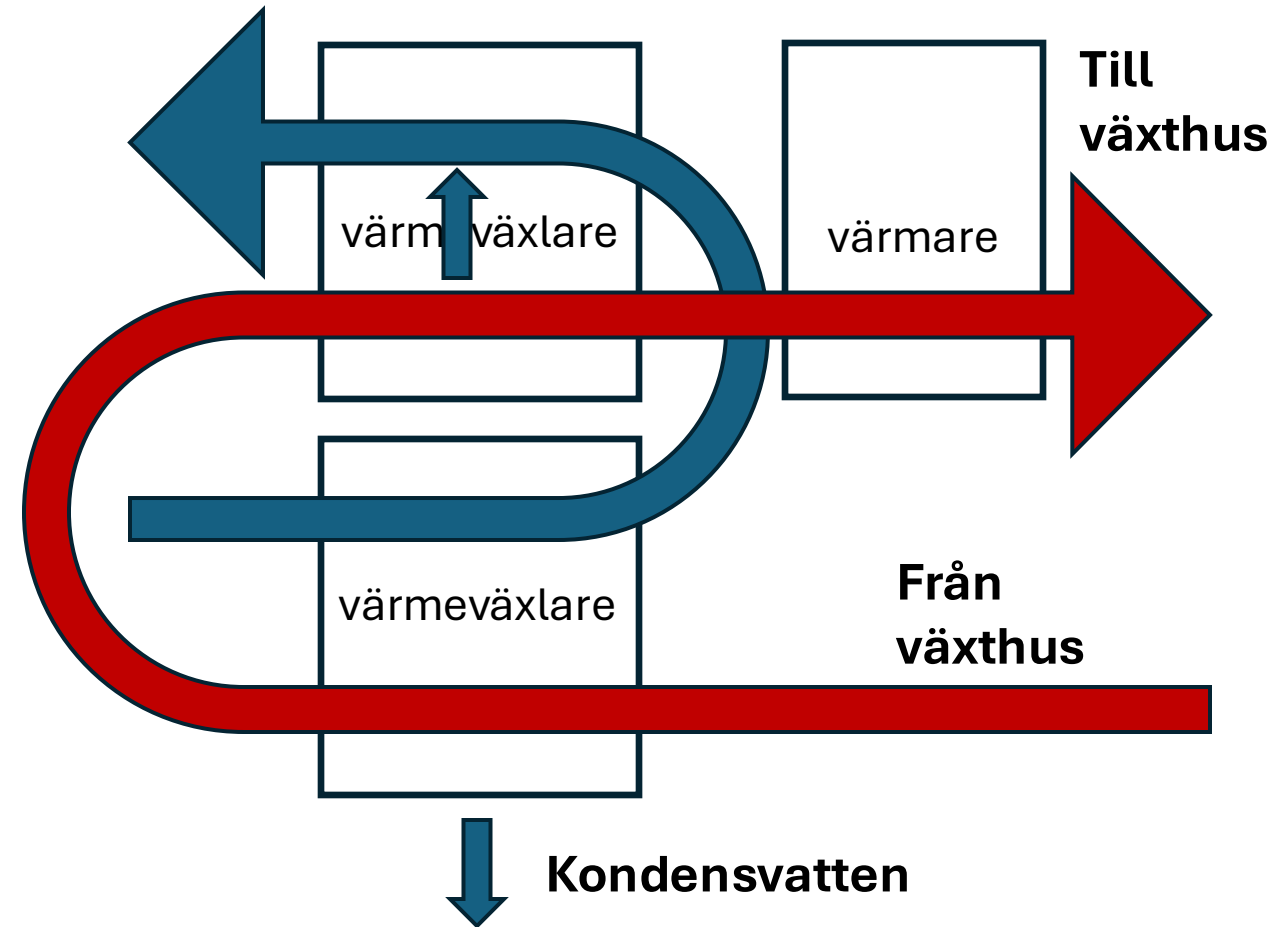 Till
växthus
värm växlare
värmare
Från
växthus
värmeväxlare
Kondensvatten